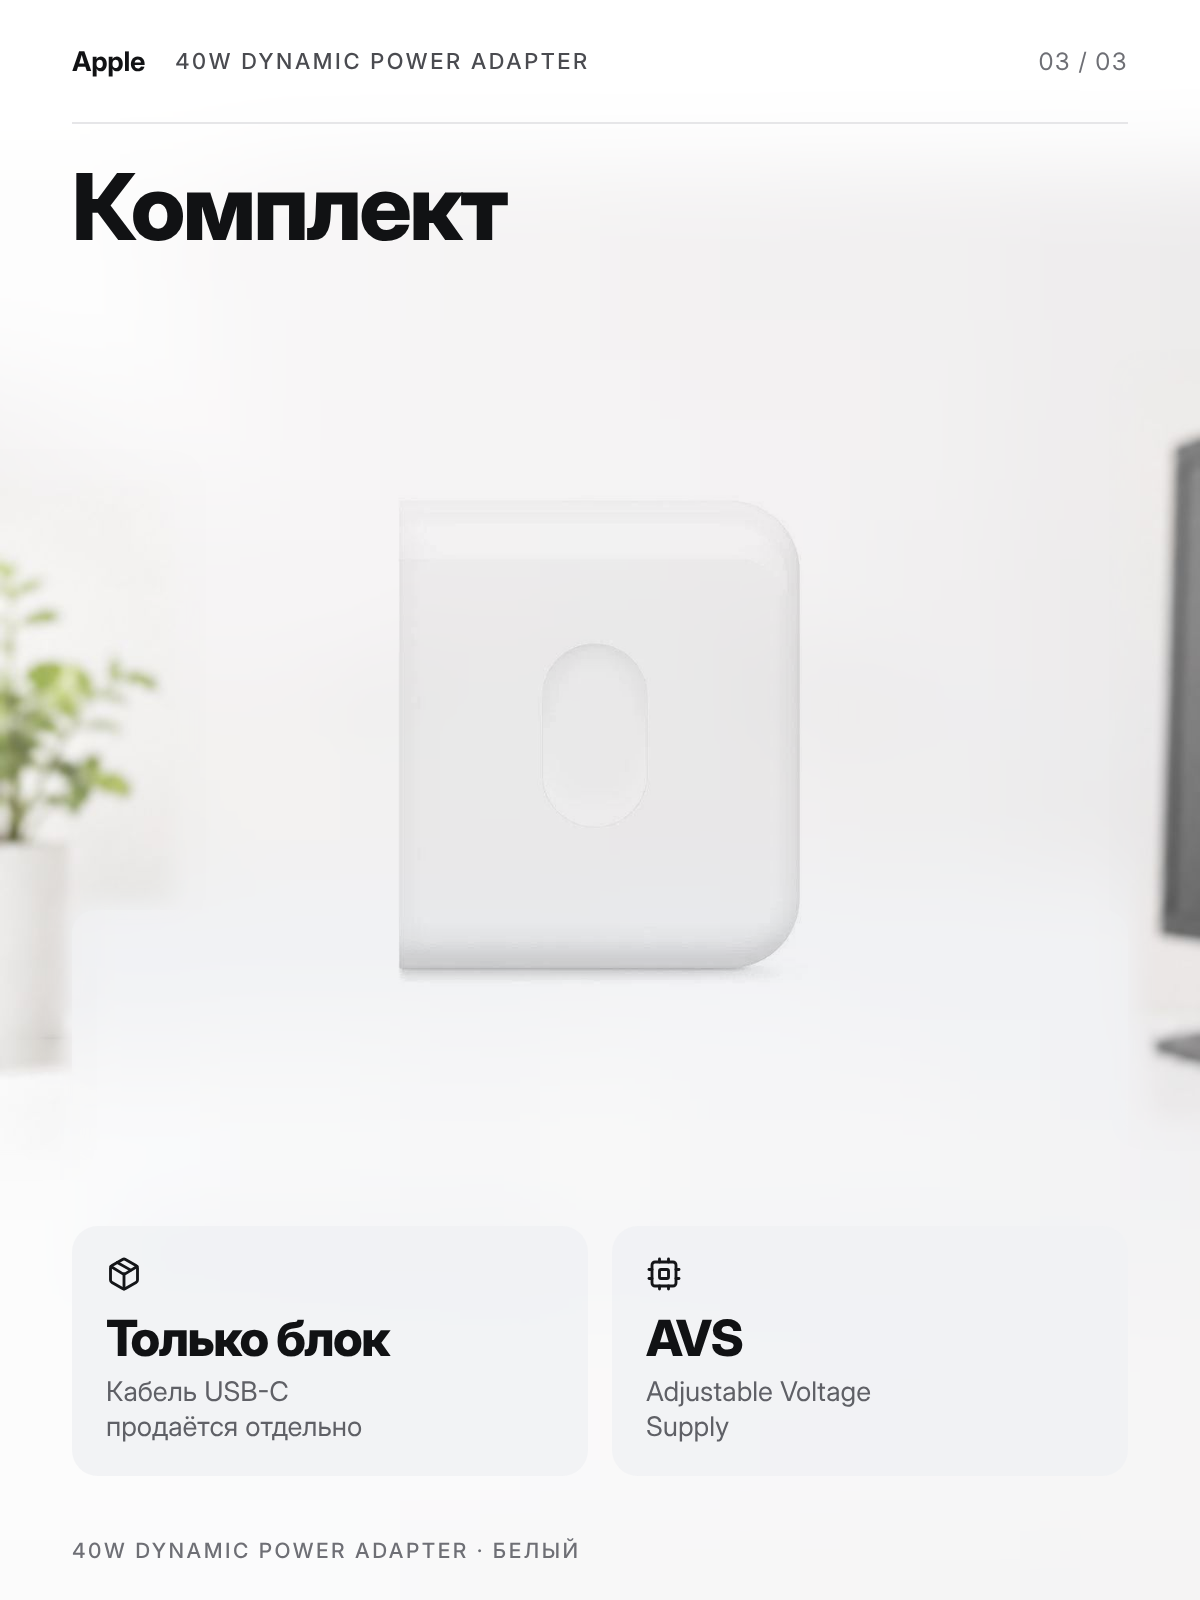 Apple 40W DYNAMIC POWER ADAPTER 03 / 03
Комплект
Только блок
Кабель USB-C
продаётся отдельно
AVS
Adjustable Voltage
Supply
40W DYNAMIC POWER ADAPTER · БЕЛЫЙ